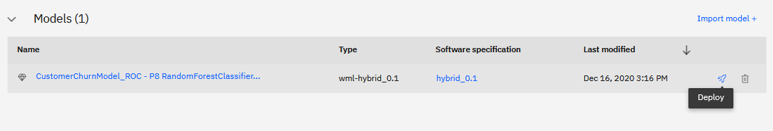 Models (1)
Import model +
Name Type Software specification Last modified
CustomerChurnModel_ROC - P8 RandomForestClassifier... wml-hybrid_0.1 hybrid_0.1 Dec 16, 2020 3:16 PM
Deploy